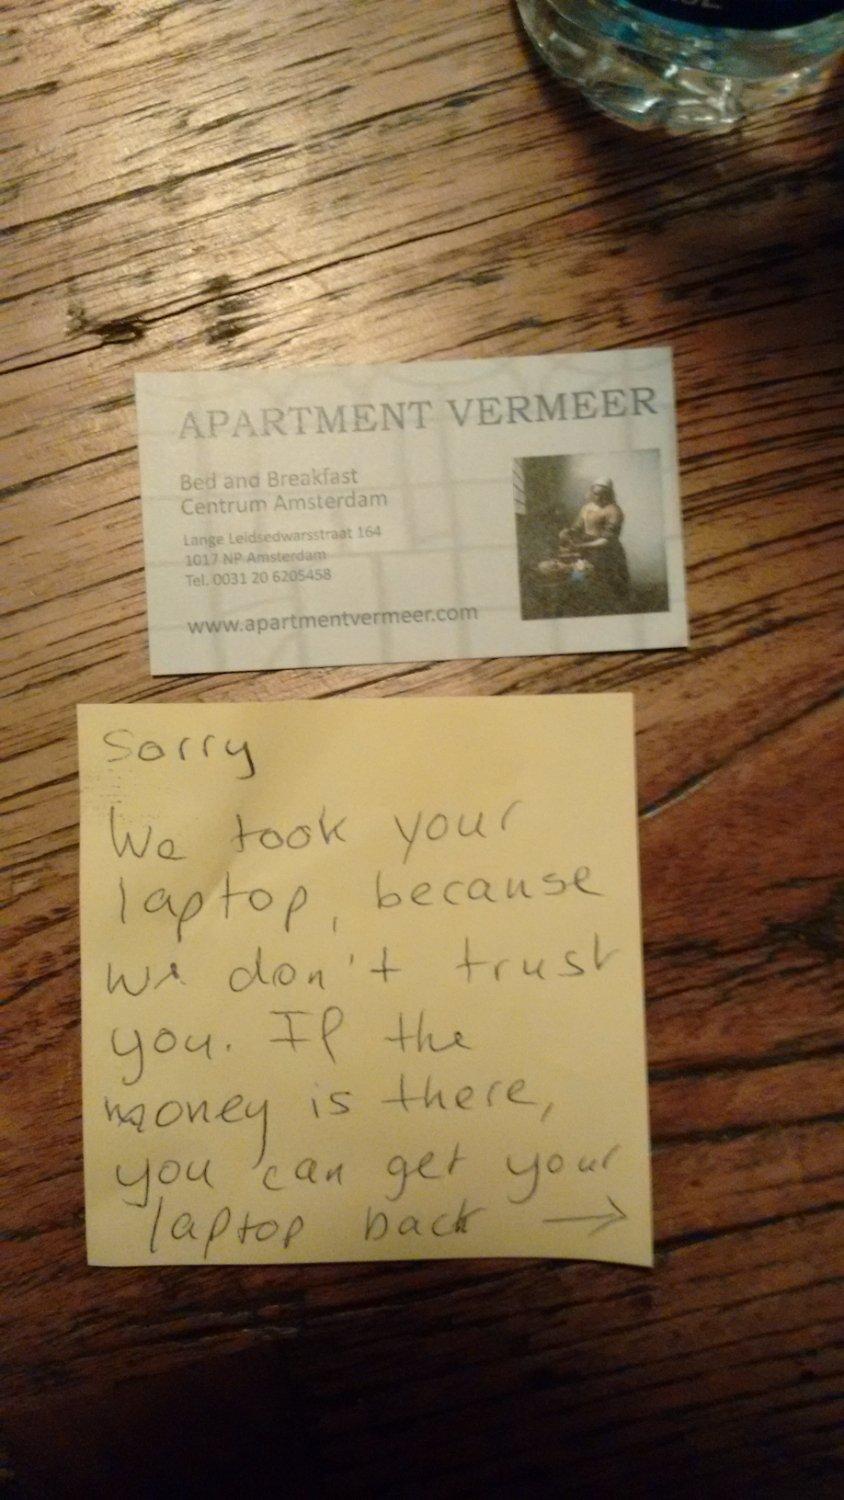 APARTMENT VERMEER
Bed and Breakfast
Centrum Amsterdam
Lange Leidsedwarsstraat 164
1017 NP Amsterdam
Tel. 0031 20 6205458
www.apartmentvermeer.com
Sorry
We took your
laptop, because
we don't trust
you. If the
money is there,
you can get your
laptop back →